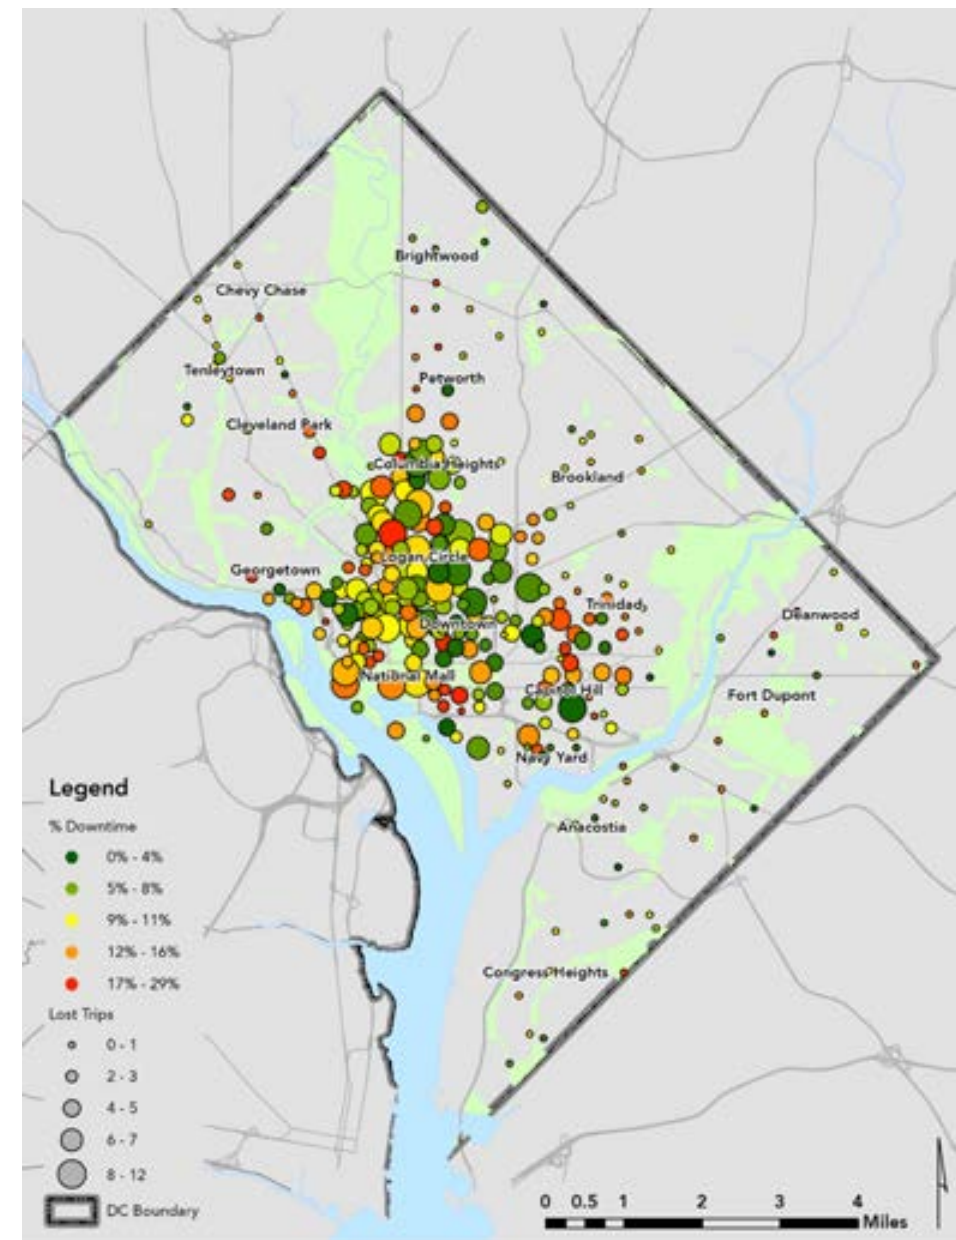 Brightwood
Chevy Chase
Tenleytown
Petworth
Cleveland Park
Columbia Heights
Brookland
Logan Circle
Georgetown
Trinidad
Deanwood
Downtown
National Mall
Capitol Hill
Fort Dupont
Navy Yard
Anacostia
Congress Heights
Legend
% Downtime
0% - 4%
5% - 8%
9% - 11%
12% - 16%
17% - 29%
Lost Trips
0 - 1
2 - 3
4 - 5
6 - 7
8 - 12
DC Boundary
0 0.5 1 2 3 4
Miles